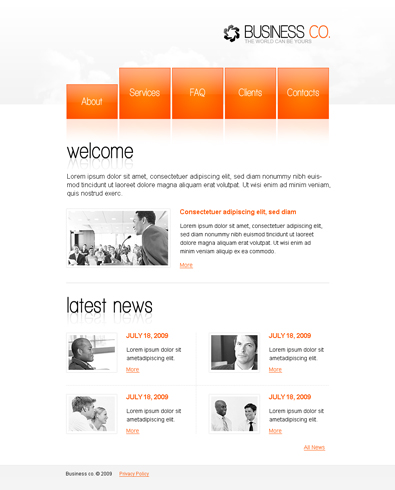 BUSINESS CO.
THE WORLD CAN BE YOURS
About
Services
FAQ
Clients
Contacts
welcome
Lorem ipsum dolor sit amet, consectetuer adipiscing elit, sed diam nonummy nibh euis-
mod tincidunt ut laoreet dolore magna aliquam erat volutpat. Ut wisi enim ad minim veniam,
quis nostrud exerc.
Consectetuer adipiscing elit, sed diam
Lorem ipsum dolor sit amet, consectetuer adipiscing
elit, sed diam nonummy nibh euismod tincidunt ut laoreet
dolore magna aliquam erat volutpat. Ut wisi enim ad
minim veniam aliquip ex ea commodo.
More
latest news
JULY 18, 2009
Lorem ipsum dolor sit
ametadipiscing elit.
More
JULY 18, 2009
Lorem ipsum dolor sit
ametadipiscing elit.
More
JULY 18, 2009
Lorem ipsum dolor sit
ametadipiscing elit.
More
JULY 18, 2009
Lorem ipsum dolor sit
ametadipiscing elit.
More
All News
Business co. © 2009 Privacy Policy